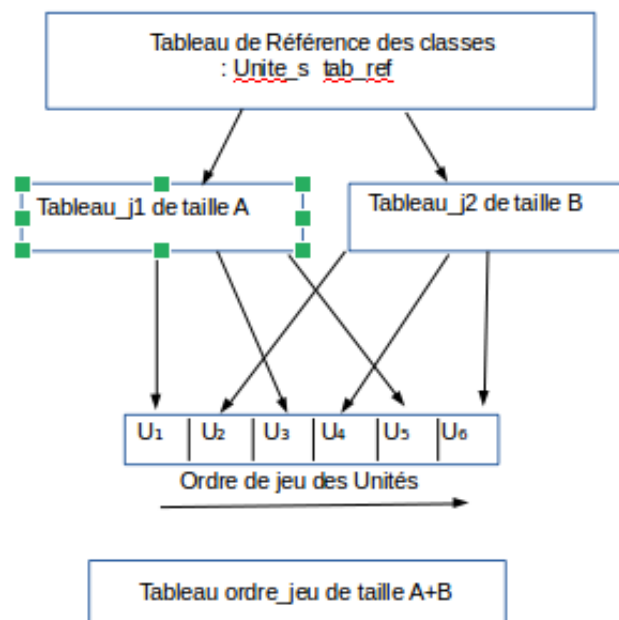 Tableau de Référence des classes
: Unite_s tab_ref
Tableau_j1 de taille A
Tableau_j2 de taille B
U1 U2 U3 U4 U5 U6
Ordre de jeu des Unités
Tableau ordre_jeu de taille A+B